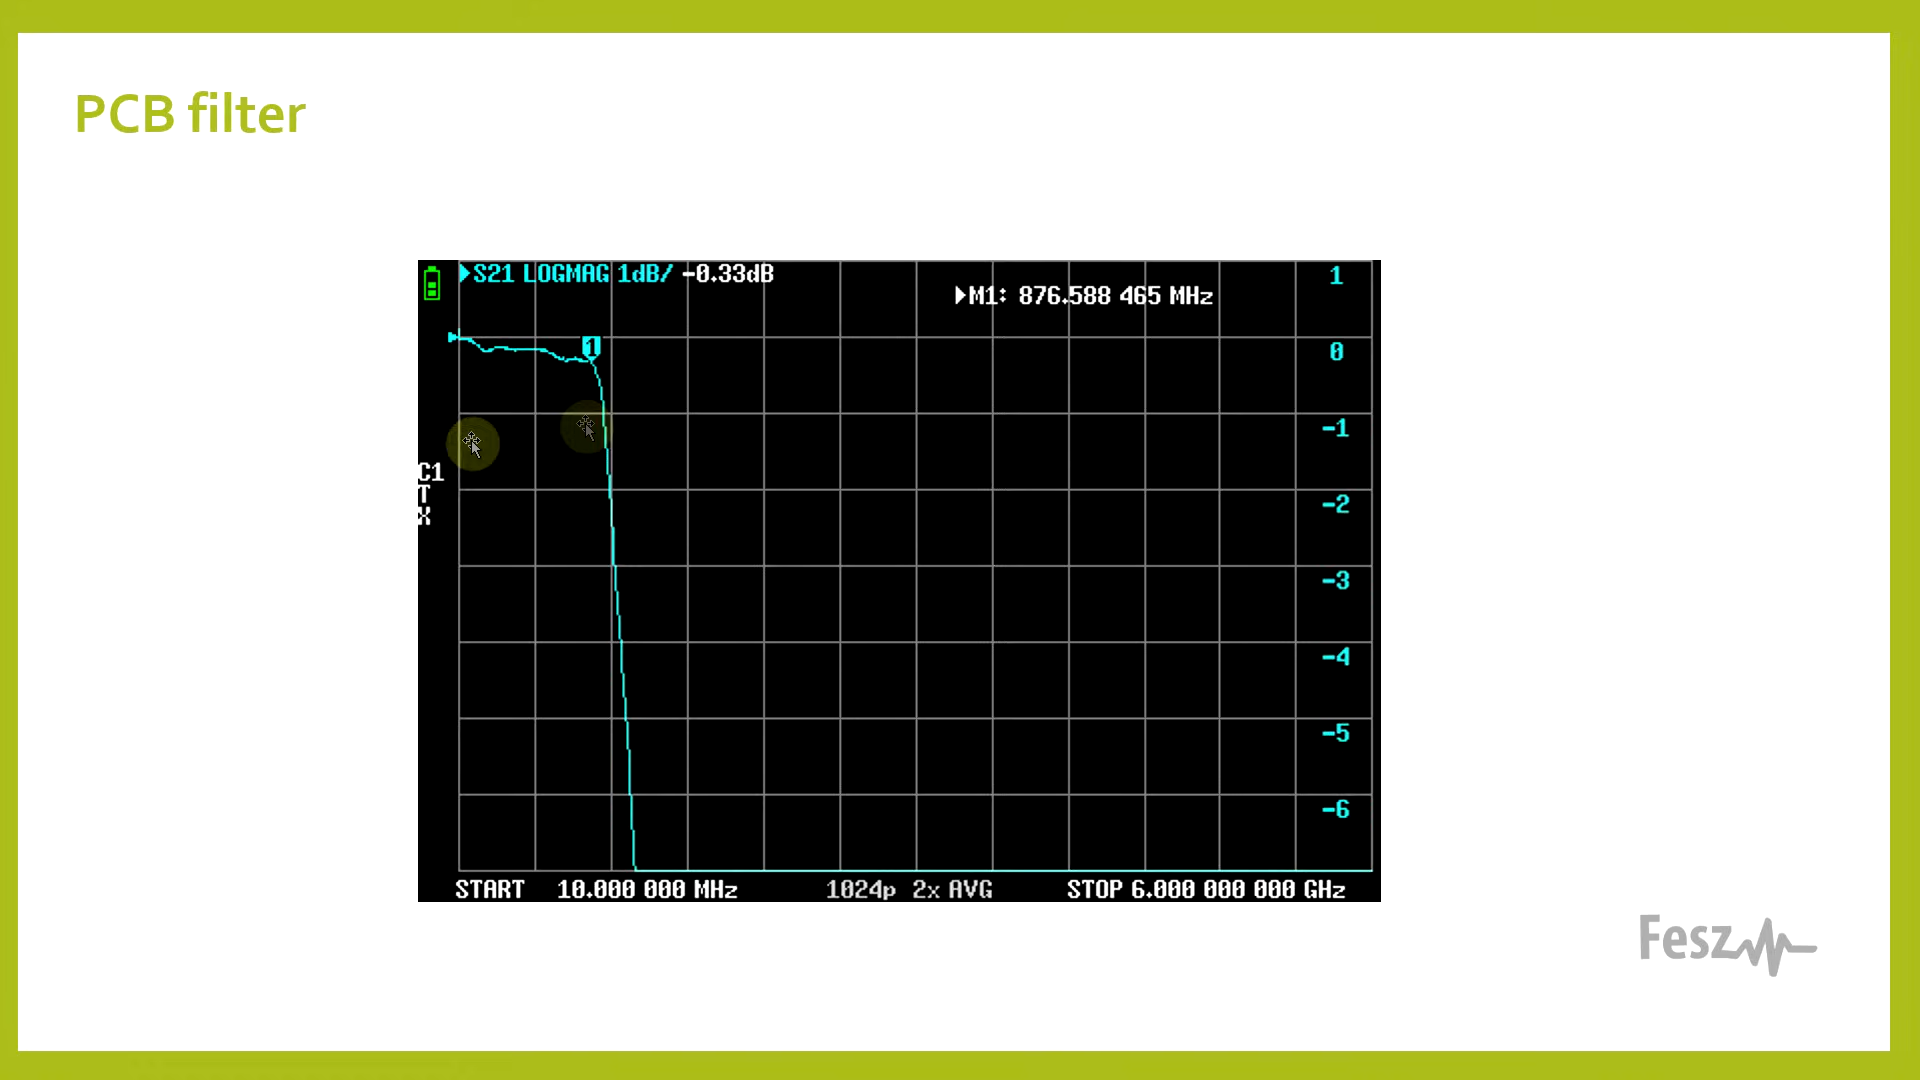 PCB filter
S21 LOGMAG 1dB/ -0.33dB
M1: 876.588 465 MHz
1
1
0
-1
C1
T
X
-2
-3
-4
-5
-6
START 10.000 000 MHz 1024p 2x AVG STOP 6.000 000 000 GHz
Fesz